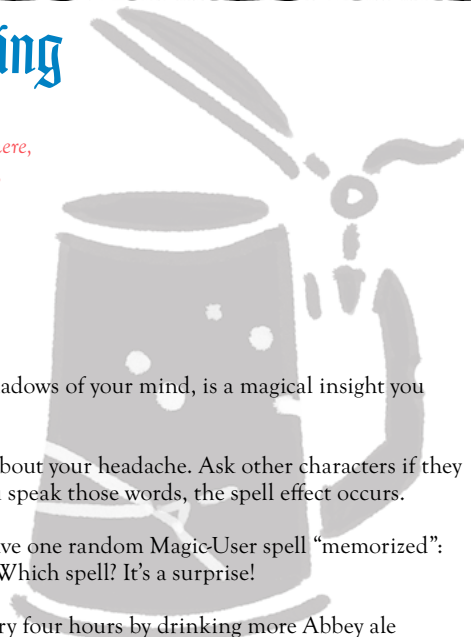 ing
ere,
adows of your mind, is a magical insight you
bout your headache. Ask other characters if they
speak those words, the spell effect occurs.
ve one random Magic-User spell “memorized”:
Which spell? It's a surprise!
ry four hours by drinking more Abbey ale